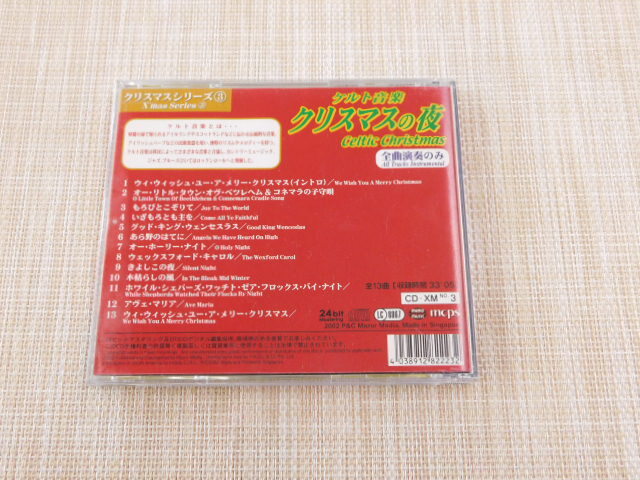 クリスマスシリーズ③
X'mas Series ③
ケルト音楽
クリスマスの夜
Celtic Christmas
全曲演奏のみ
All Tracks Instrumental
ケルト音楽とは・・・
1 ウィ・ウィッシュ・ユー・ア・メリー・クリスマス(イントロ)/We Wish You A Merry Christmas
2 オー・リトル・タウン・オヴ・ベツレヘム & コネマラの子守唄
O Little Town Of Beethlehem & Connemara Cradle Song
3 もろびとこぞりて/Joy To The World
4 いざもろとも主を/Come All Ye Faithful
5 グッド・キング・ウェンセスラス/Good King Wenceslas
6 あら野のはてに/Angels We Have Heard On High
7 オー・ホーリー・ナイト/O Holy Night
8 ウェックスフォード・キャロル/The Wexford Carol
9 きよしこの夜/Silent Night
10 木枯らしの風/In The Bleak Mid Winter
11 ホワイル・シェパーズ・ワッチト・ゼア・フロックス・バイ・ナイト/
While Shepherds Watched Their Flocks By Night
12 アヴェ・マリア/Ave Maria
13 ウィ・ウィッシュ・ユー・ア・メリー・クリスマス/
We Wish You A Merry Christmas
全13曲 [収録時間 33:05]
CD-XM NO. 3
24bit
Mastering
mcps
2002 P&C Mirror Media, Made in Singapore
4 038912 822232